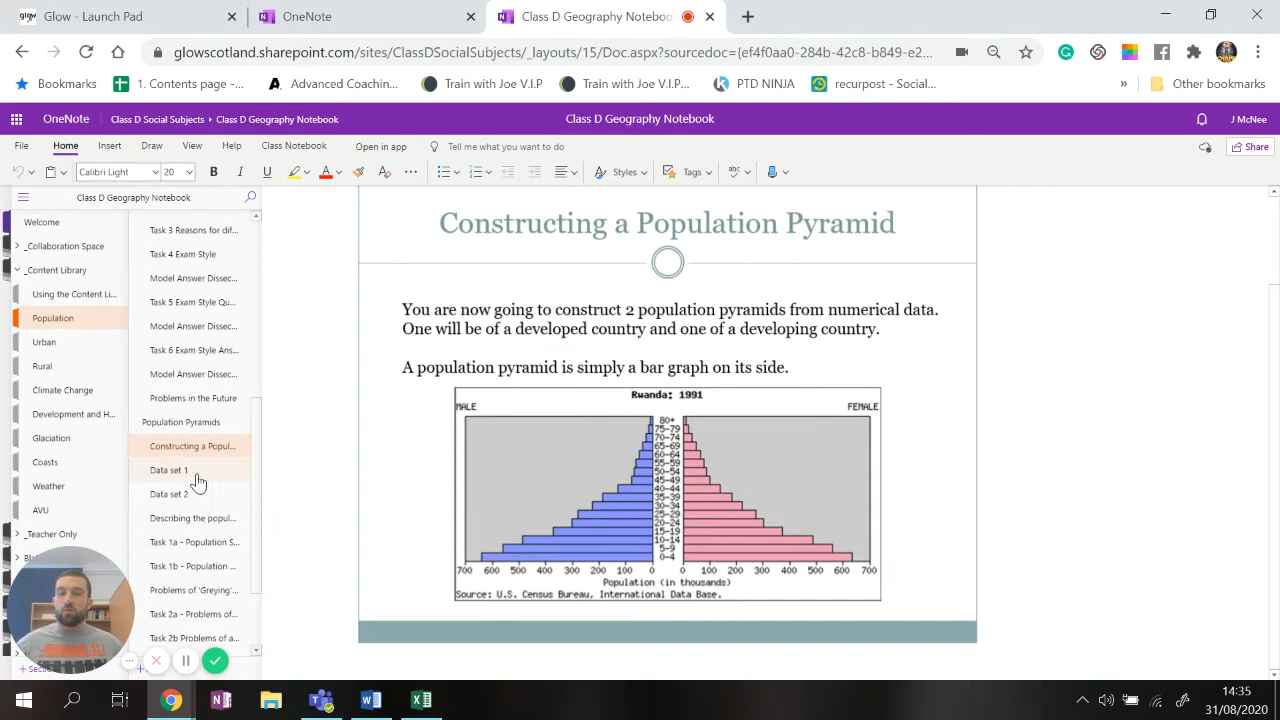 glow Glow - Launch Pad
OneNote
Class D Geography Notebook
glowscotland.sharepoint.com/sites/ClassDSocialSubjects/_layouts/15/Doc.aspx?sourcedoc={ef4f0aa0-284b-42c8-b849-e2...
Bookmarks
1. Contents page -...
Advanced Coachin...
Train with Joe V.I.P
Train with Joe V.I.P...
PTD NINJA
recurpost - Social...
»
Other bookmarks
OneNote
Class D Social Subjects › Class D Geography Notebook
Class D Geography Notebook
J McNee
File
Home
Insert
Draw
View
Help
Class Notebook
Open in app
Tell me what you want to do
Share
Calibri Light
20
B
I
U
A
Styles
Tags
abc
Class D Geography Notebook
Welcome
_Collaboration Space
_Content Library
Using the Content Li...
Population
Urban
Rural
Climate Change
Development and H...
Glaciation
Coasts
Weather
AVU
_Teacher Only
Task 3 Reasons for dif...
Task 4 Exam Style
Model Answer Dissec...
Task 5 Exam Style Qu...
Model Answer Dissec...
Task 6 Exam Style Ans...
Model Answer Dissec...
Problems in the Future
Population Pyramids
Constructing a Popul...
Data set 1
Data set 2
Describing the popul...
Task 1a - Population S...
Task 1b - Population ...
Problems of 'Greying'...
Task 2a - Problems of...
Task 2b Problems of a...
Constructing a Population Pyramid
You are now going to construct 2 population pyramids from numerical data.
One will be of a developed country and one of a developing country.
A population pyramid is simply a bar graph on its side.
Rwanda: 1991
MALE
FEMALE
80+
75-79
70-74
65-69
60-64
55-59
50-54
45-49
40-44
35-39
30-34
25-29
20-24
15-19
10-14
5-9
0-4
700 600 500 400 300 200 100 0 0 100 200 300 400 500 600 700
Population (in thousands)
Source: U.S. Census Bureau, International Data Base.
14:35
31/08/2020